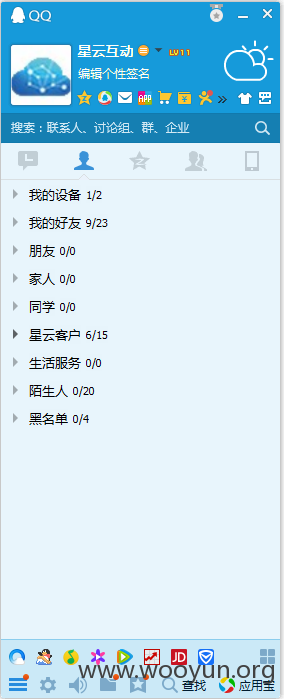 QQ
星云互动 LV11
编辑个性签名
APP
搜索：联系人、讨论组、群、企业
我的设备 1/2
我的好友 9/23
朋友 0/0
家人 0/0
同学 0/0
星云客户 6/15
生活服务 0/0
陌生人 0/20
黑名单 0/4
JD
www.wooyun.org
查找 应用宝